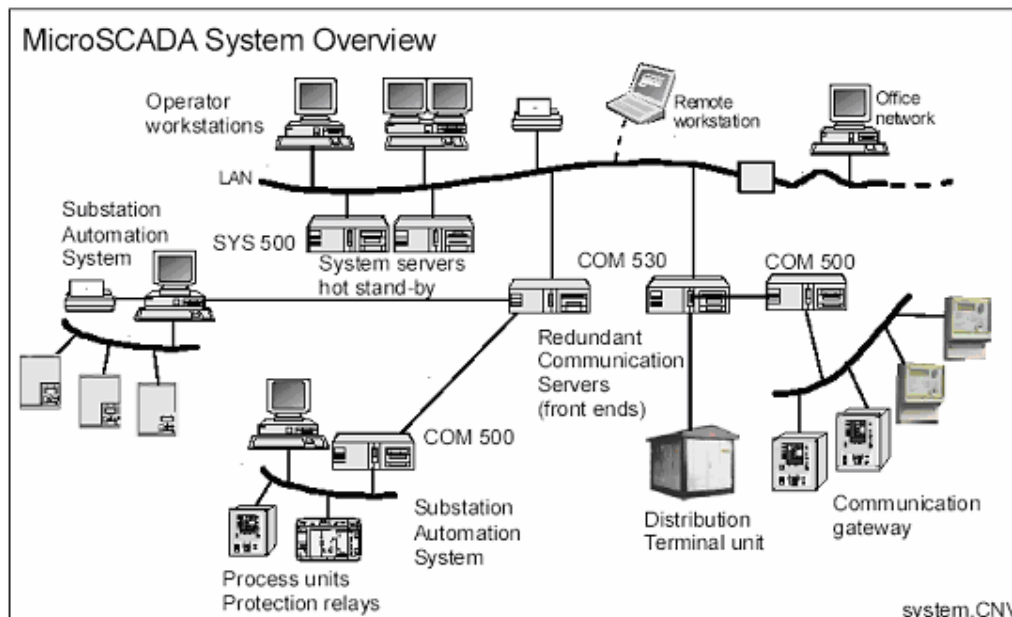 MicroSCADA System Overview
Operator
workstations
Remote
workstation
Office
network
LAN
Substation
Automation
System
SYS 500
System servers
hot stand-by
COM 530
COM 500
Redundant
Communication
Servers
(front ends)
COM 500
Substation
Automation
System
Process units
Protection relays
Distribution
Terminal unit
Communication
gateway
system.CNV